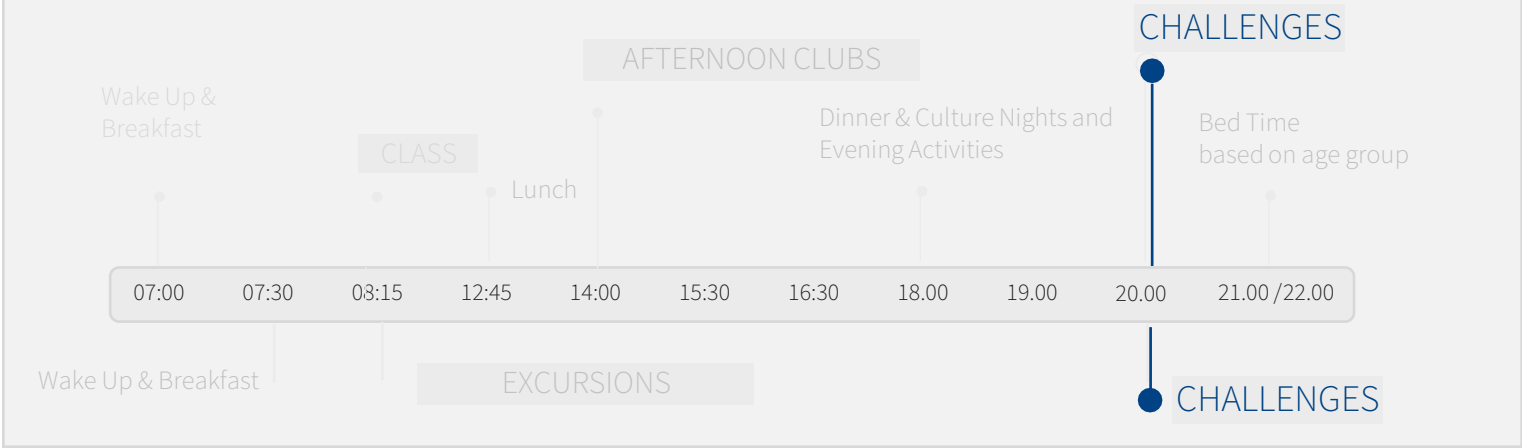 CHALLENGES
AFTERNOON CLUBS
Wake Up &
Breakfast
Dinner & Culture Nights and
Evening Activities
Bed Time
based on age group
CLASS
Lunch
07:00 07:30 08:15 12:45 14:00 15:30 16:30 18.00 19.00 20.00 21.00 /22.00
Wake Up & Breakfast
EXCURSIONS
CHALLENGES